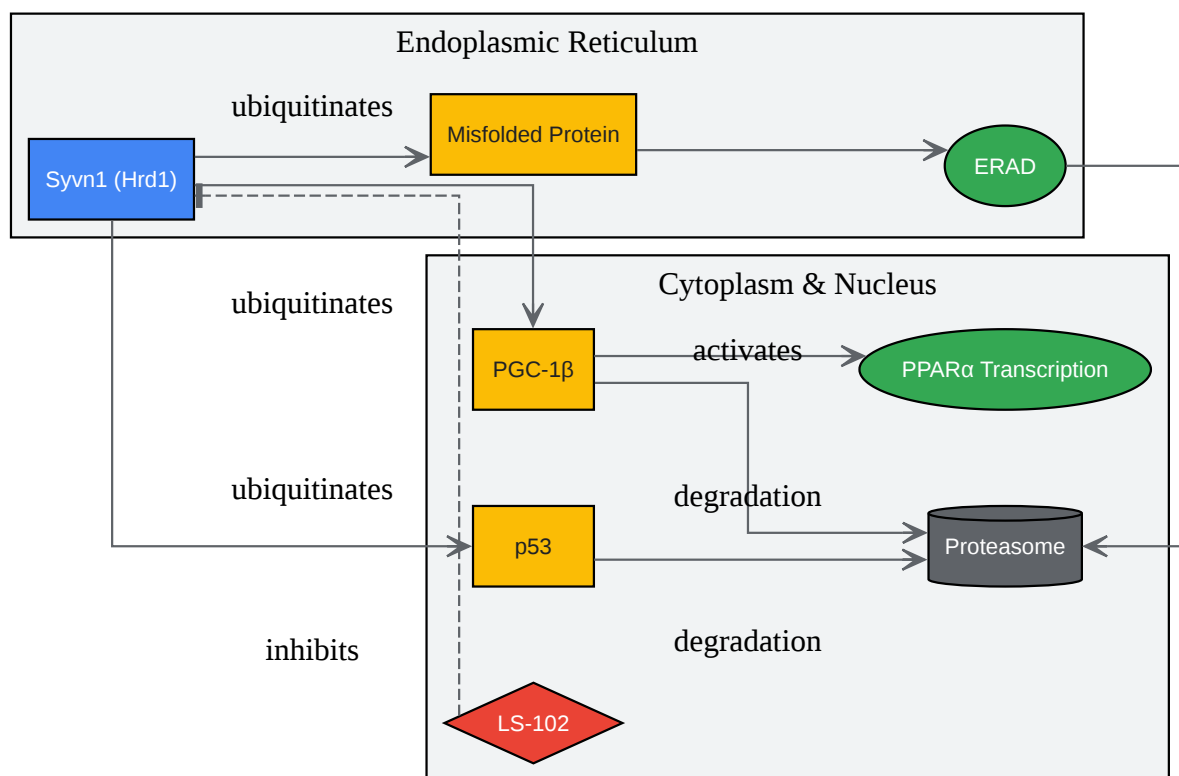 Endoplasmic Reticulum
ubiquitinates
Misfolded Protein
Syvn1 (Hrd1)
ERAD
Cytoplasm & Nucleus
ubiquitinates
activates
PGC-1β
PPARα Transcription
ubiquitinates
degradation
p53
Proteasome
inhibits
degradation
LS-102